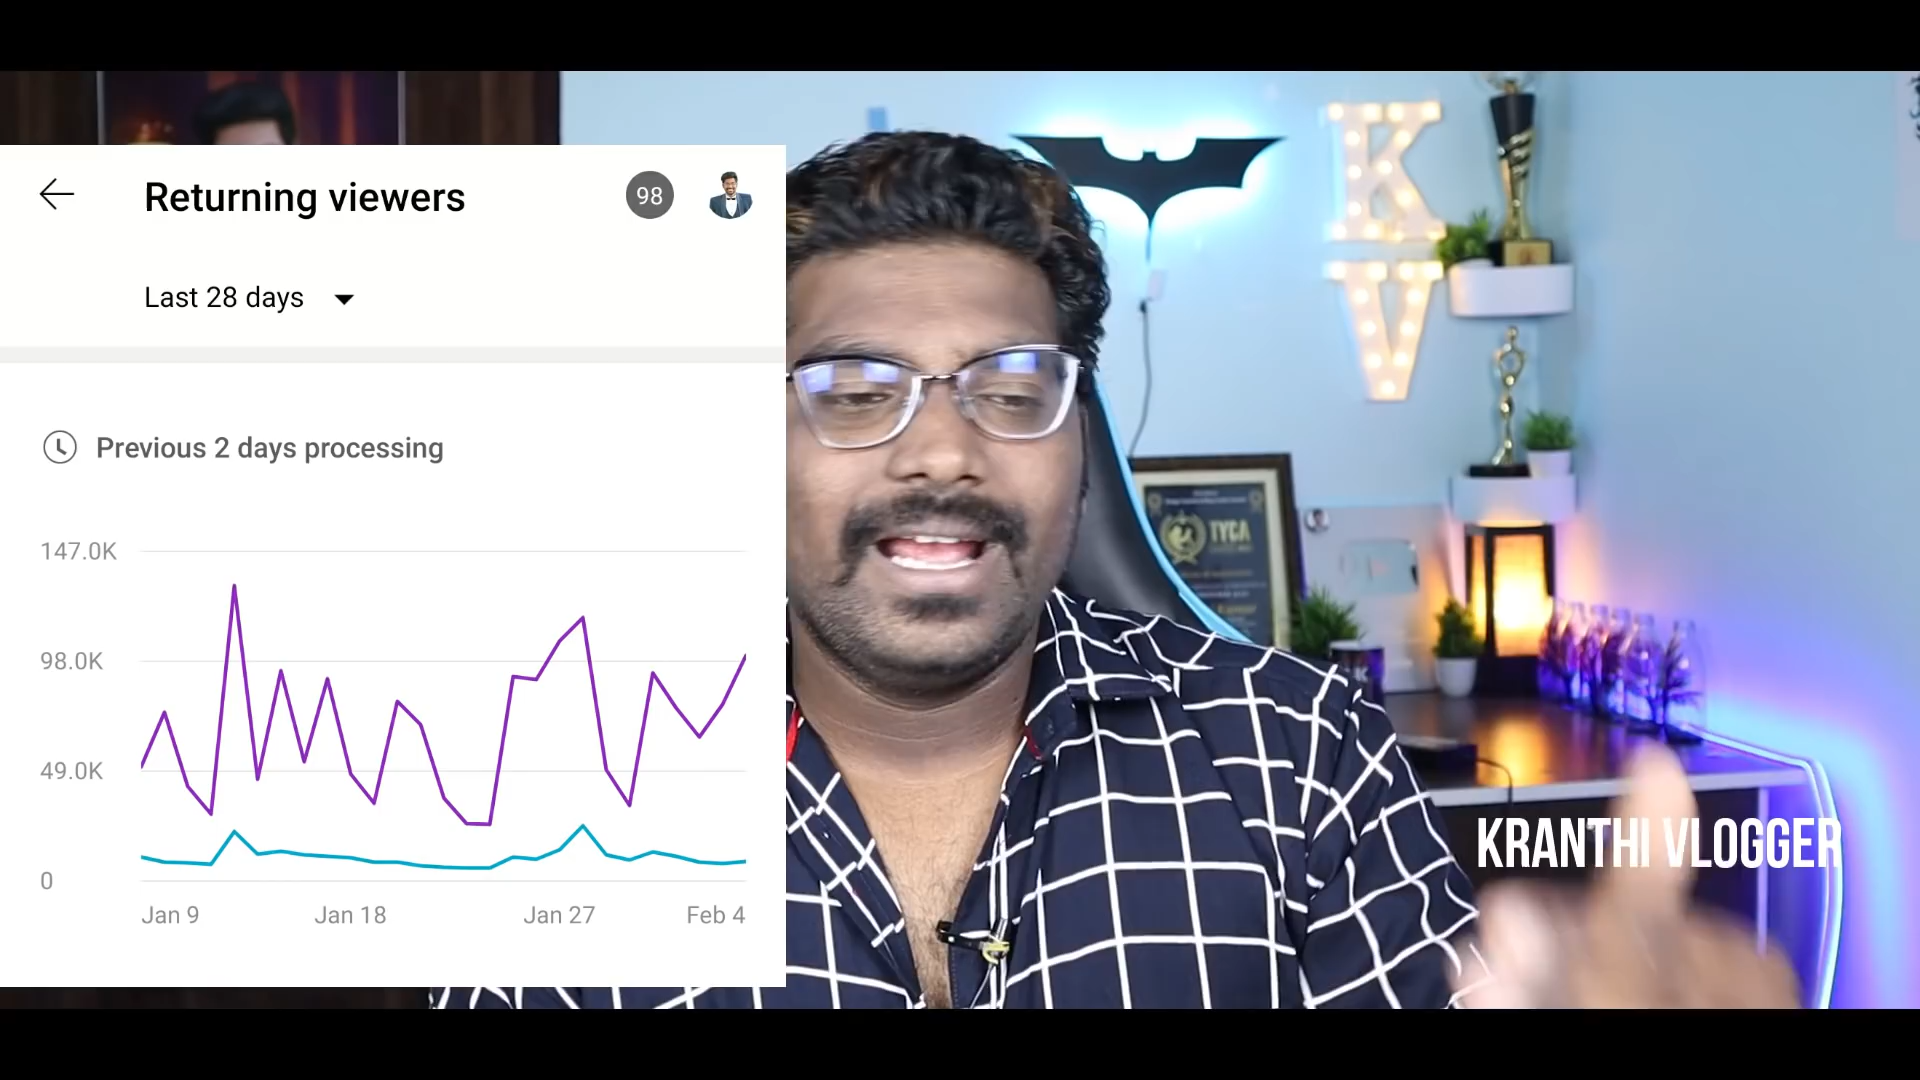 Returning viewers
98
Last 28 days
Previous 2 days processing
147.0K
98.0K
49.0K
0
Jan 9
Jan 18
Jan 27
Feb 4
K
V
TYCA
KRANTHI VLOGGER